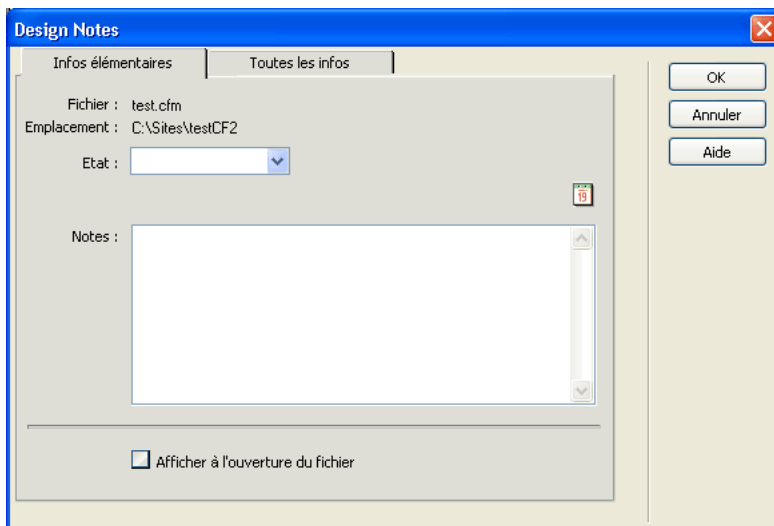 Design Notes
Infos élémentaires
Toutes les infos
OK
Fichier : test.cfm
Annuler
Emplacement : C:\Sites\testCF2
Aide
Etat :
19
Notes :
Afficher à l'ouverture du fichier